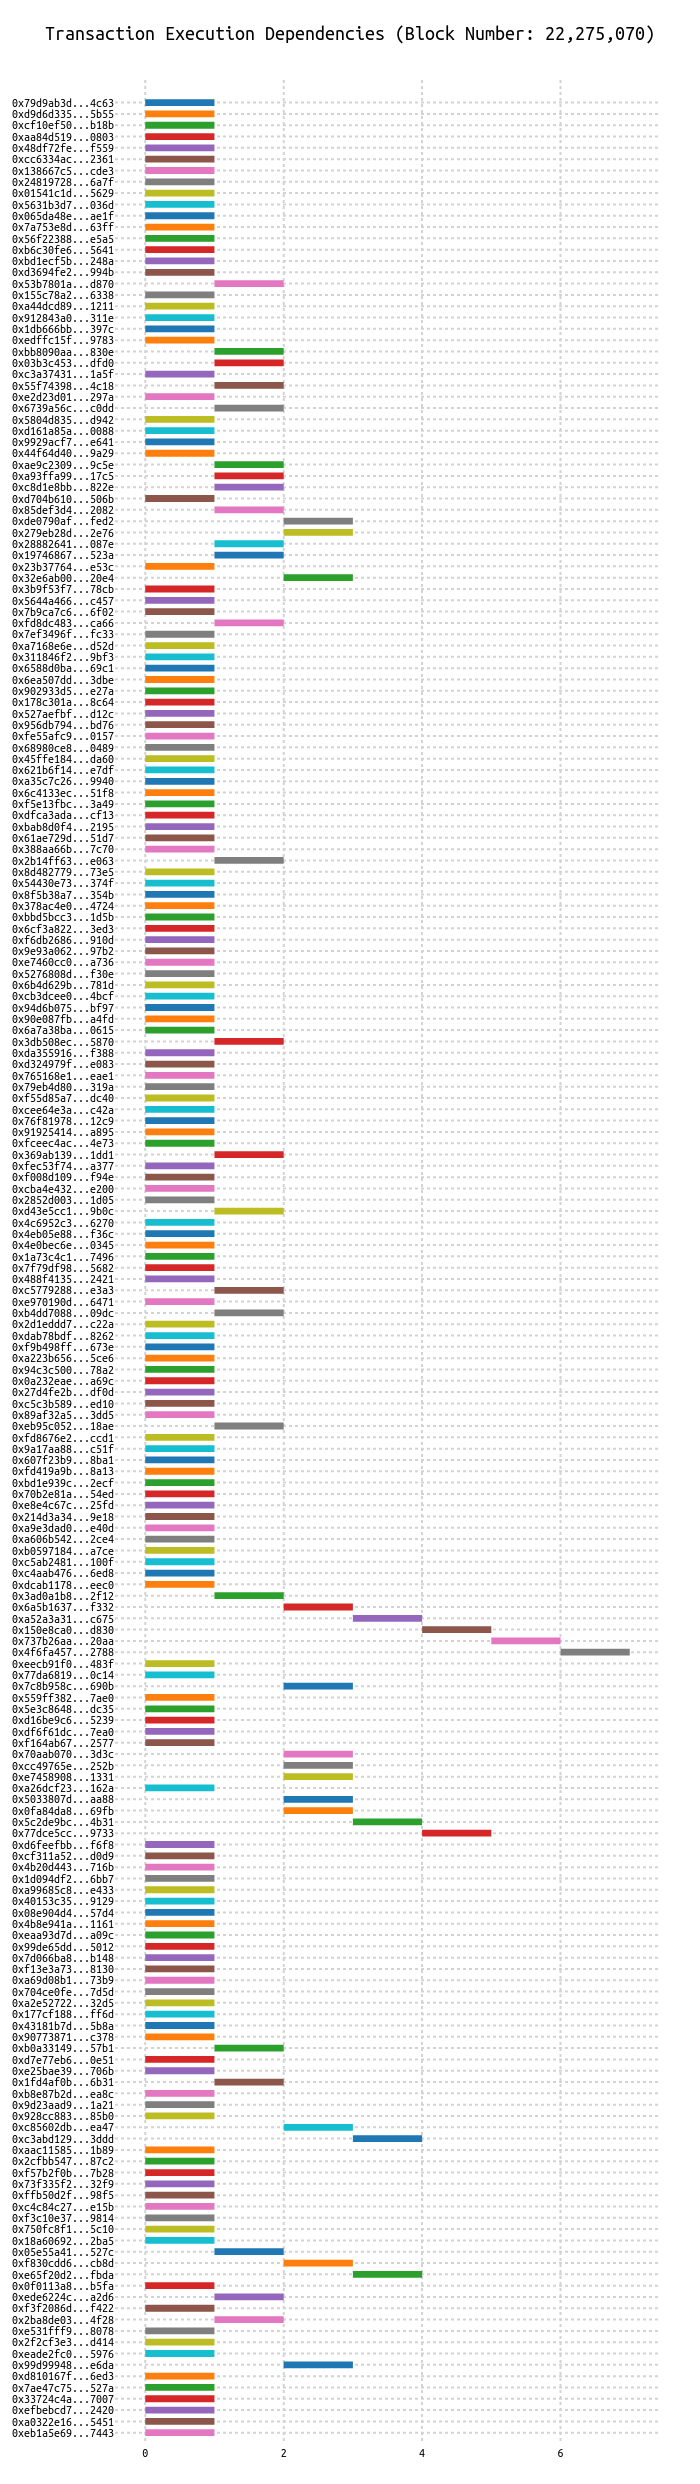 Transaction Execution Dependencies (Block Number: 22,275,070)
0x79d9ab3d...4c63
0xd9d6d335...5b55
0xcf10ef50...b18b
0xaa84d519...0803
0x48df72fe...f559
0xcc6334ac...2361
0x138667c5...cde3
0x24819728...6a7f
0x01541c1d...5629
0x5631b3d7...036d
0x065da48e...ae1f
0x7a753e8d...63ff
0x56f22388...e5a5
0xb6c30fe6...5641
0xbd1ecf5b...248a
0xd3694fe2...994b
0x53b7801a...d870
0x155c78a2...6338
0xa44dcd89...1211
0x912843a0...311e
0x1db666bb...397c
0xedffc15f...9783
0xbb8090aa...830e
0x03b3c453...dfd0
0xc3a37431...1a5f
0x55f74398...4c18
0xe2d23d01...297a
0x6739a56c...c0dd
0x5804d835...d942
0xd161a85a...0088
0x9929acf7...e641
0x44f64d40...9a29
0xae9c2309...9c5e
0xa93ffa99...17c5
0xc8d1e8bb...822e
0xd704b610...506b
0x85def3d4...2082
0xde0790af...fed2
0x279eb28d...2e76
0x28882641...087e
0x19746867...523a
0x23b37764...e53c
0x32e6ab00...20e4
0x3b9f53f7...78cb
0x5644a466...c457
0x7b9ca7c6...6f02
0xfd8dc483...ca66
0x7ef3496f...fc33
0xa7168e6e...d52d
0x311846f2...9bf3
0x6588d0ba...69c1
0x6ea507dd...3dbe
0x902933d5...e27a
0x178c301a...8c64
0x527aefbf...d12c
0x956db794...bd76
0xfe55afc9...0157
0x68980ce8...0489
0x45ffe184...da60
0x621b6f14...e7df
0xa35c7c26...9940
0x6c4133ec...51f8
0xf5e13fbc...3a49
0xdfca3ada...cf13
0xbab8d0f4...2195
0x61ae729d...51d7
0x388aa66b...7c70
0x2b14ff63...e063
0x8d482779...73e5
0x54430e73...374f
0x8f5b38a7...354b
0x378ac4e0...4724
0xbbd5bcc3...1d5b
0x6cf3a822...3ed3
0xf6db2686...910d
0x9e93a062...97b2
0xe7460cc0...a736
0x5276808d...f30e
0x6b4d629b...781d
0xcb3dcee0...4bcf
0x94d6b075...bf97
0x90e087fb...a4fd
0x6a7a38ba...0615
0x3db508ec...5870
0xda355916...f388
0xd324979f...e083
0x765168e1...eae1
0x79eb4d80...319a
0xf55d85a7...dc40
0xcee64e3a...c42a
0x76f81978...12c9
0x91925414...a895
0xfceec4ac...4e73
0x369ab139...1dd1
0xfec53f74...a377
0xf008d109...f94e
0xcba4e432...e200
0x2852d003...1d05
0xd43e5cc1...9b0c
0x4c6952c3...6270
0x4eb05e88...f36c
0x4e0bec6e...0345
0x1a73c4c1...7496
0x7f79df98...5682
0x488f4135...2421
0xc5779288...e3a3
0xe970190d...6471
0xb4dd7088...09dc
0x2d1eddd7...c22a
0xdab78bdf...8262
0xf9b498ff...673e
0xa223b656...5ce6
0x94c3c500...78a2
0x0a232eae...a69c
0x27d4fe2b...df0d
0xc5c3b589...ed10
0x89af32a5...3dd5
0xeb95c052...18ae
0xfd8676e2...ccd1
0x9a17aa88...c51f
0x607f23b9...8ba1
0xfd419a9b...8a13
0xbd1e939c...2ecf
0x70b2e81a...54ed
0xe8e4c67c...25fd
0x214d3a34...9e18
0xa9e3dad0...e40d
0xa606b542...2ce4
0xb0597184...a7ce
0xc5ab2481...100f
0xc4aab476...6ed8
0xdcab1178...eec0
0x3ad0a1b8...2f12
0x6a5b1637...f332
0xa52a3a31...c675
0x150e8ca0...d830
0x737b26aa...20aa
0x4f6fa457...2788
0xeecb91f0...483f
0x77da6819...0c14
0x7c8b958c...690b
0x559ff382...7ae0
0x5e3c8648...dc35
0xd16be9c6...5239
0xdf6f61dc...7ea0
0xf164ab67...2577
0x70aab070...3d3c
0xcc49765e...252b
0xe7458908...1331
0xa26dcf23...162a
0x5033807d...aa88
0x0fa84da8...69fb
0x5c2de9bc...4b31
0x77dce5cc...9733
0xd6feefbb...f6f8
0xcf311a52...d0d9
0x4b20d443...716b
0x1d094df2...6bb7
0xa99685c8...e433
0x40153c35...9129
0x08e904d4...57d4
0x4b8e941a...1161
0xeaa93d7d...a09c
0x99de65dd...5012
0x7d066ba8...b148
0xf13e3a73...8130
0xa69d08b1...73b9
0x704ce0fe...7d5d
0xa2e52722...32d5
0x177cf188...ff6d
0x43181b7d...5b8a
0x90773871...c378
0xb0a33149...57b1
0xd7e77eb6...0e51
0xe25bae39...706b
0x1fd4af0b...6b31
0xb8e87b2d...ea8c
0x9d23aad9...1a21
0x928cc883...85b0
0xc85602db...ea47
0xc3abd129...3ddd
0xaac11585...1b89
0x2cfbb547...87c2
0xf57b2f0b...7b28
0x73f335f2...32f9
0xffb50d2f...98f5
0xc4c84c27...e15b
0xf3c10e37...9814
0x750fc8f1...5c10
0x18a60692...2ba5
0x05e55a41...527c
0xf830cdd6...cb8d
0xe65f20d2...fbda
0x0f0113a8...b5fa
0xede6224c...a2d6
0xf3f2086d...f422
0x2ba8de03...4f28
0xe531fff9...8078
0x2f2cf3e3...d414
0xeade2fc0...5976
0x99d99948...e6da
0xd810167f...6ed3
0x7ae47c75...527a
0x33724c4a...7007
0xefbebcd7...2420
0xa0322e16...5451
0xeb1a5e69...7443
0 2 4 6